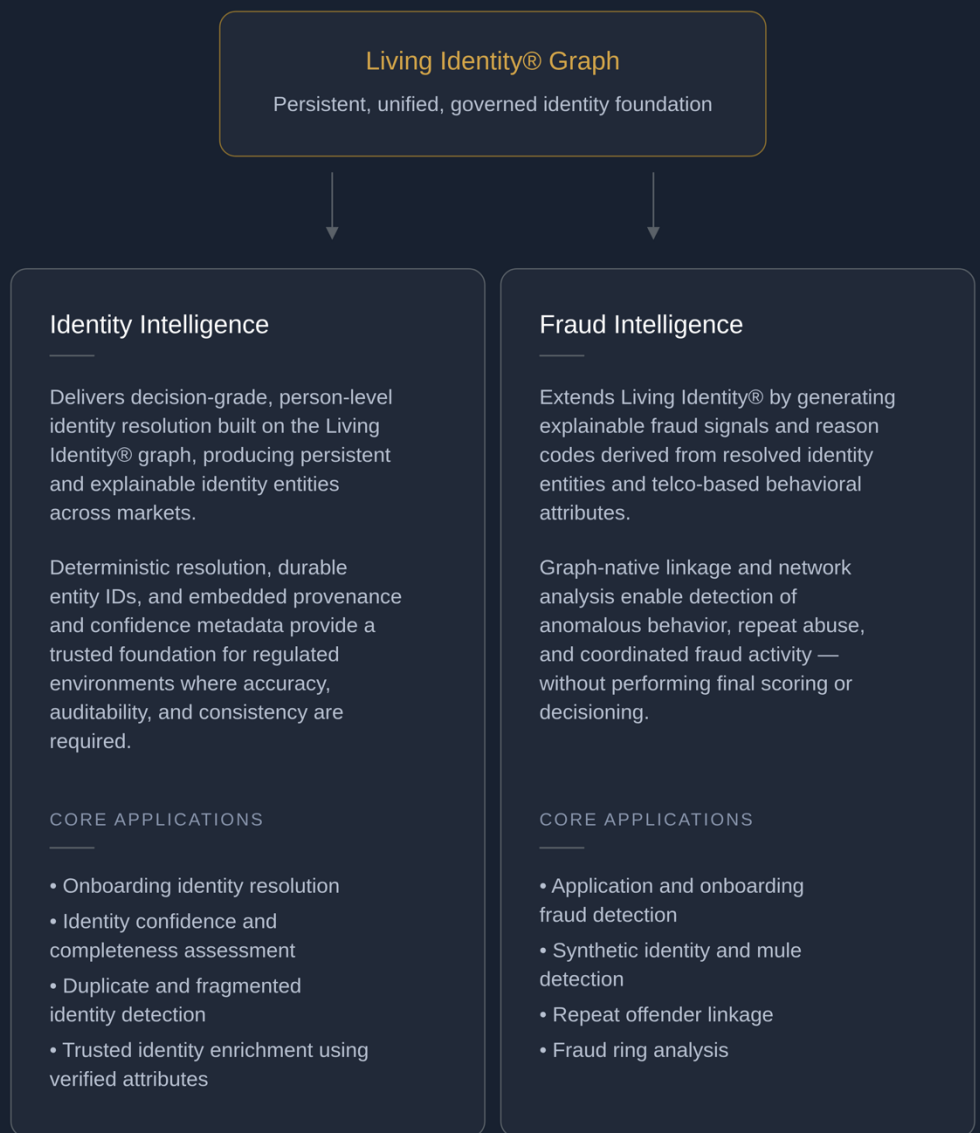 Living Identity® Graph
Persistent, unified, governed identity foundation
Identity Intelligence
Delivers decision-grade, person-level
identity resolution built on the Living
Identity® graph, producing persistent
and explainable identity entities
across markets.
Deterministic resolution, durable
entity IDs, and embedded provenance
and confidence metadata provide a
trusted foundation for regulated
environments where accuracy,
auditability, and consistency are
required.
CORE APPLICATIONS
• Onboarding identity resolution
• Identity confidence and
completeness assessment
• Duplicate and fragmented
identity detection
• Trusted identity enrichment using
verified attributes
Fraud Intelligence
Extends Living Identity® by generating
explainable fraud signals and reason
codes derived from resolved identity
entities and telco-based behavioral
attributes.
Graph-native linkage and network
analysis enable detection of
anomalous behavior, repeat abuse,
and coordinated fraud activity —
without performing final scoring or
decisioning.
CORE APPLICATIONS
• Application and onboarding
fraud detection
• Synthetic identity and mule
detection
• Repeat offender linkage
• Fraud ring analysis